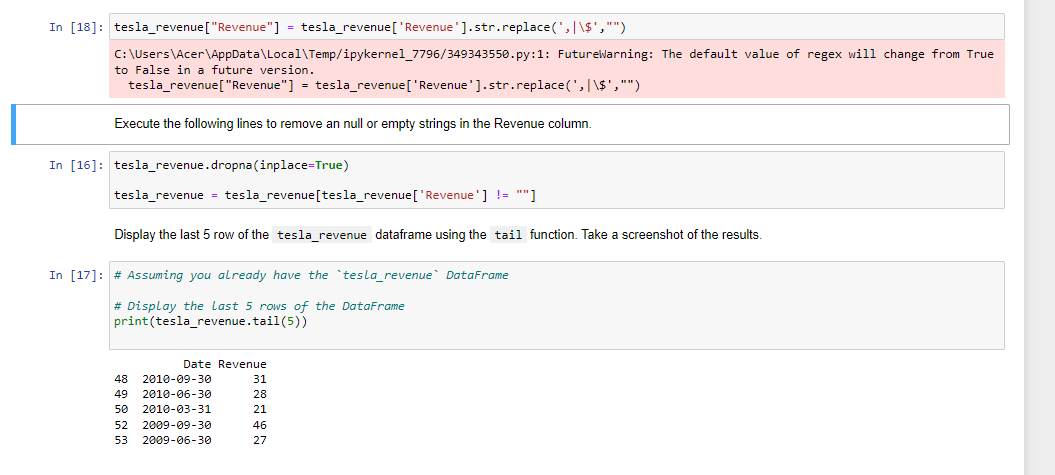 In [18]: tesla_revenue["Revenue"] = tesla_revenue['Revenue'].str.replace(',|\$',"")
C:\Users\Acer\AppData\Local\Temp/ipykernel_7796/349343550.py:1: FutureWarning: The default value of regex will change from True
to False in a future version.
tesla_revenue["Revenue"] = tesla_revenue['Revenue'].str.replace(',|\$',"")
Execute the following lines to remove an null or empty strings in the Revenue column.
In [16]: tesla_revenue.dropna(inplace=True)
tesla_revenue = tesla_revenue[tesla_revenue['Revenue'] != ""]
Display the last 5 row of the tesla_revenue dataframe using the tail function. Take a screenshot of the results.
In [17]: # Assuming you already have the `tesla_revenue` DataFrame
# Display the last 5 rows of the DataFrame
print(tesla_revenue.tail(5))
Date Revenue
48 2010-09-30 31
49 2010-06-30 28
50 2010-03-31 21
52 2009-09-30 46
53 2009-06-30 27